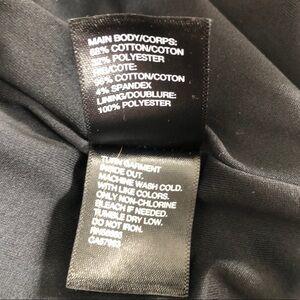 MAIN BODY/CORPS:
68% COTTON/COTON
32% POLYESTER
RIB/COTE:
96% COTTON/COTON
4% SPANDEX
LINING/DOUBLURE:
100% POLYESTER
TURN GARMENT
INSIDE OUT.
MACHINE WASH COLD.
WITH LIKE COLORS.
ONLY NON-CHLORINE
BLEACH IF NEEDED.
TUMBLE DRY LOW.
DO NOT IRON.